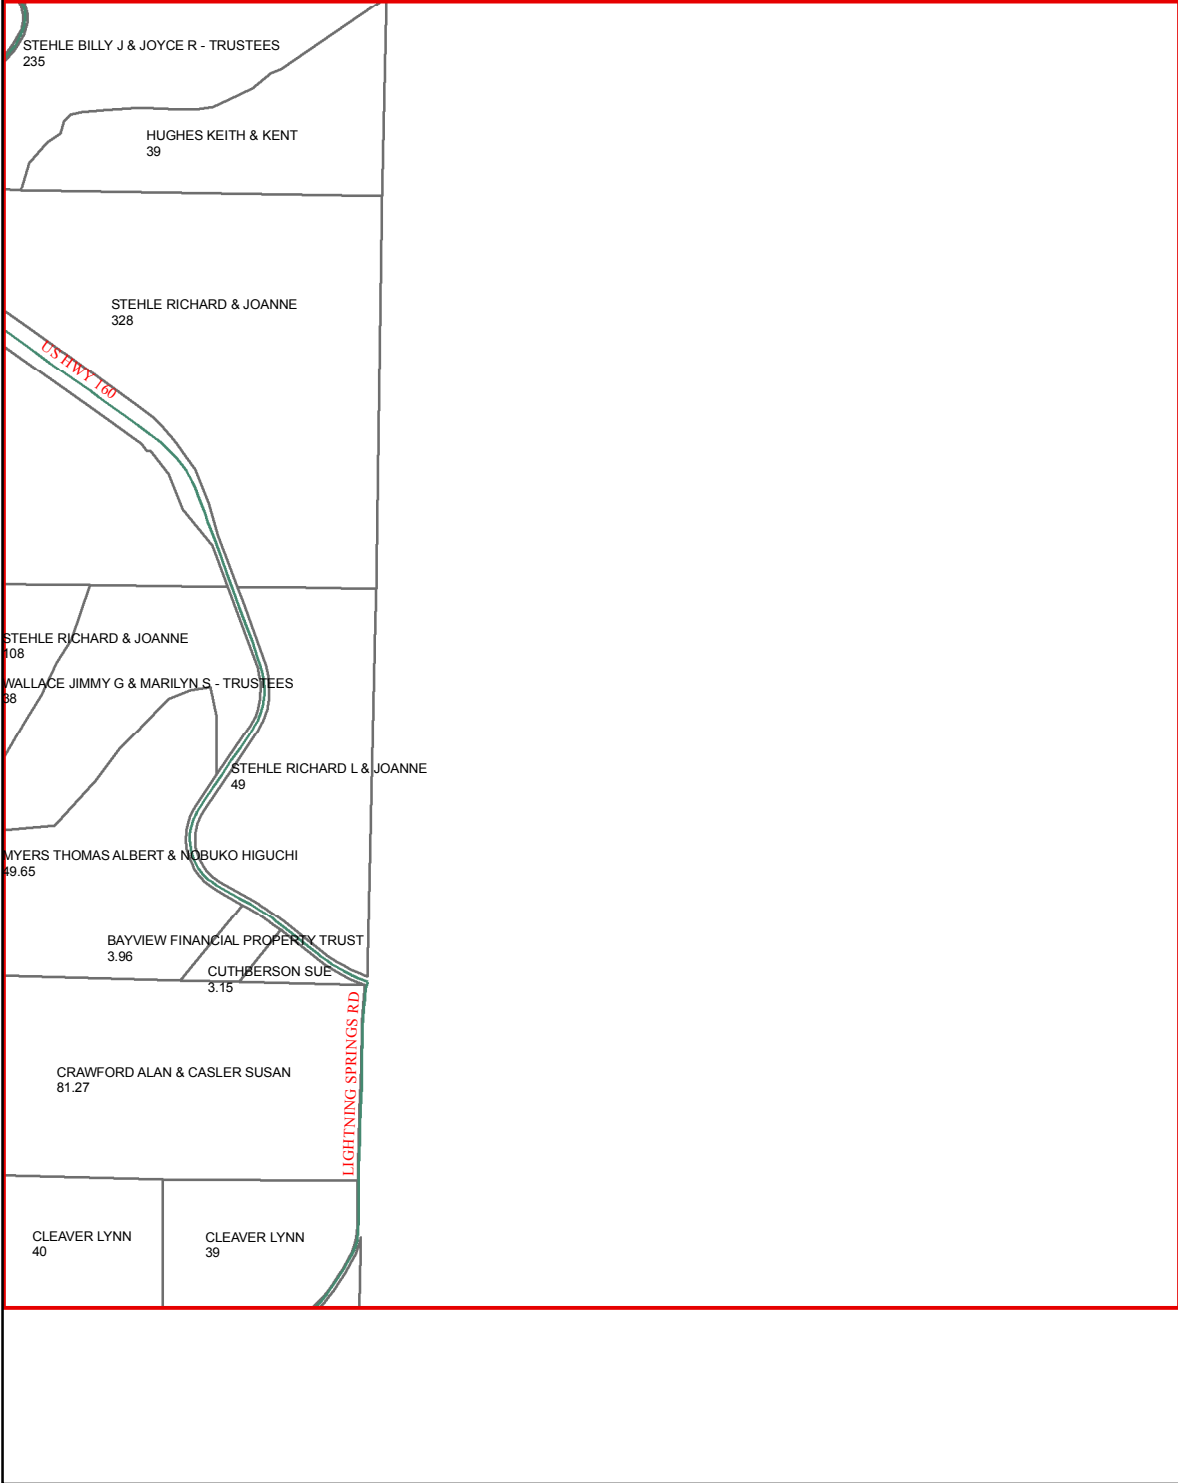 STEHLE BILLY J & JOYCE R - TRUSTEES
235
HUGHES KEITH & KENT
39
STEHLE RICHARD & JOANNE
328
US HWY 160
STEHLE RICHARD & JOANNE
108
WALLACE JIMMY G & MARILYN S - TRUSTEES
38
STEHLE RICHARD L & JOANNE
49
MYERS THOMAS ALBERT & NOBUKO HIGUCHI
49.65
BAYVIEW FINANCIAL PROPERTY TRUST
3.96
CUTHBERSON SUE
3.15
LIGHTNING SPRINGS RD
CRAWFORD ALAN & CASLER SUSAN
81.27
CLEAVER LYNN
40
CLEAVER LYNN
39